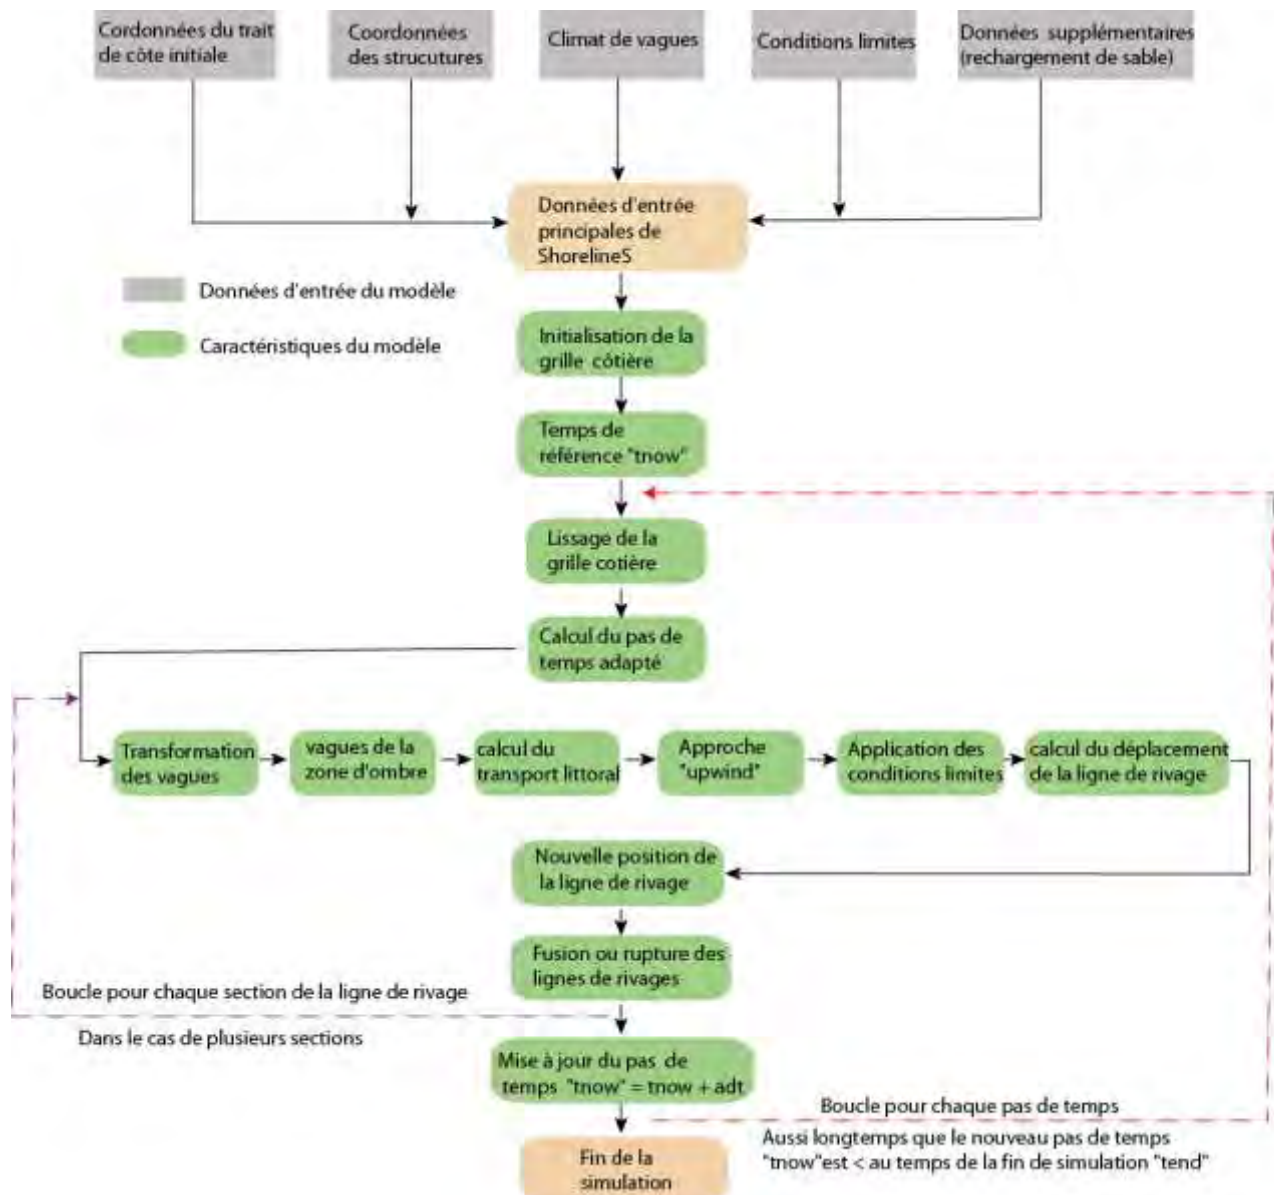 Cordonnées du trait
de côte initiale
Coordonnées
des strucutures
Climat de vagues
Conditions limites
Données supplémentaires
(rechargement de sable)
Données d'entrée
principales de
ShorelineS
Données d'entrée du modèle
Caractéristiques du modèle
Initialisation de la
grille côtière
Temps de
référence "tnow"
Lissage de la
grille cotière
Calcul du pas de
temps adapté
Transformation
des vagues
vagues de la
zone d'ombre
calcul du
transport littoral
Approche
"upwind"
Application des
conditions limites
calcul du déplacement
de la ligne de rivage
Nouvelle position de
la ligne de rivage
Fusion ou rupture des
lignes de rivages
Boucle pour chaque section de la ligne de rivage
Dans le cas de plusieurs sections
Mise à jour du pas de
temps "tnow" = tnow + adt
Boucle pour chaque pas de temps
Aussi longtemps que le nouveau pas de temps
"tnow"est < au temps de la fin de simulation "tend"
Fin de la
simulation